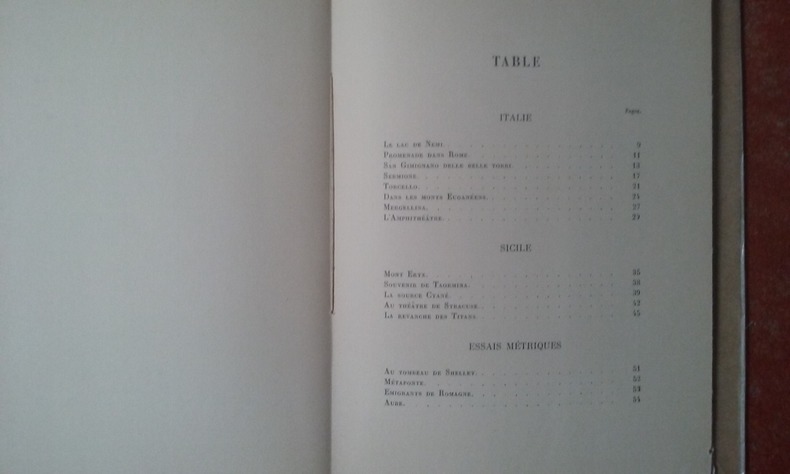 TABLE
Pages.
ITALIE
Le lac de Nemi. 9
Promenade dans Rome 11
San Gimignano delle belle torri. 13
Sermione. 17
Torcello. 21
Dans les monts Euganéens. 24
Mergellina. 27
L'Amphithéâtre. 29
SICILE
Mont Eryx. 35
Souvenir de Taormina. 38
La source Cyané. 39
Au théâtre de Syracuse. 42
La revanche des Titans. 45
ESSAIS MÉTRIQUES
Au tombeau de Shelley. 51
Métaponte. 52
Emigrants de Romagne. 53
Aube. 54